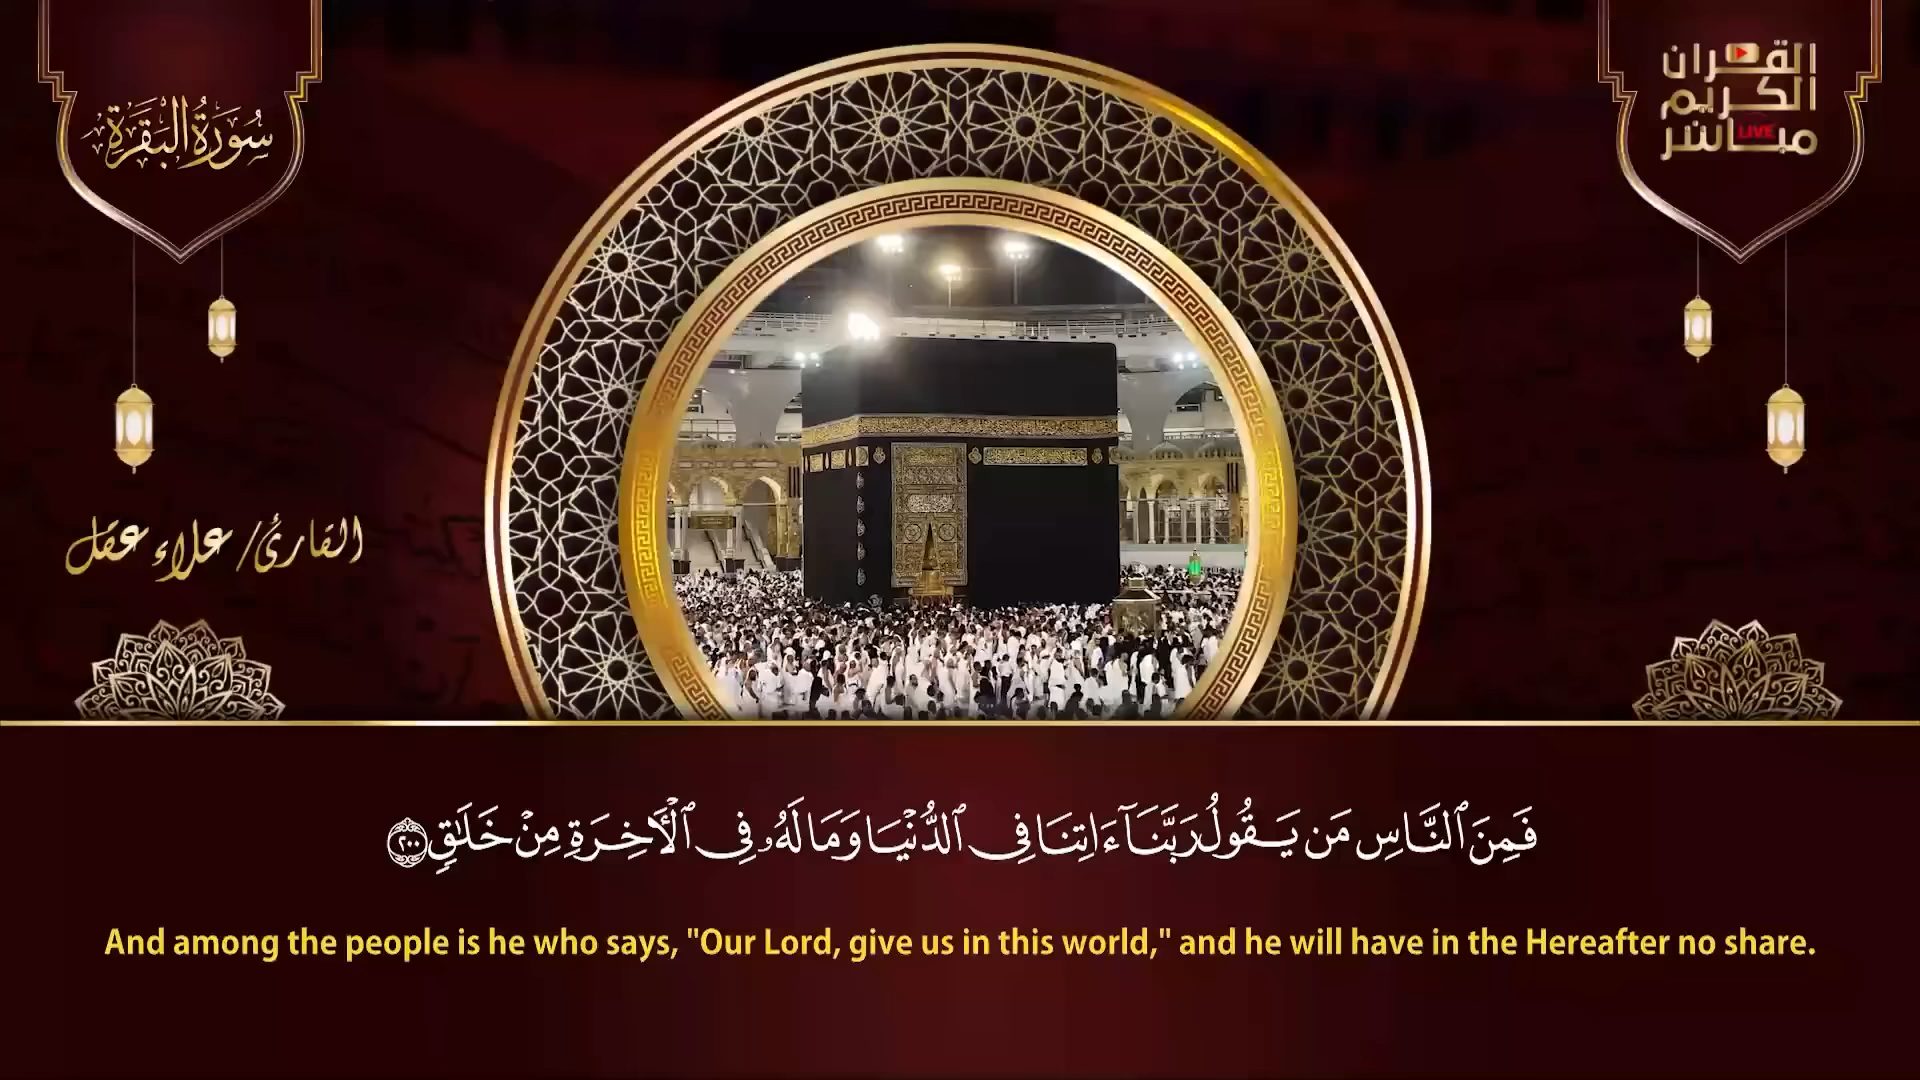 سُورَةُ البَقَرَةِ
القرآن
الكريم
مباشر
LIVE
القارئ/ علاء عقل
فَمِنَ ٱلنَّاسِ مَن يَقُولُ رَبَّنَآ ءَاتِنَا فِى ٱلدُّنْيَا وَمَا لَهُۥ فِى ٱلْأَخِرَةِ مِنْ خَلَٰقٍ ٢٠٠
And among the people is he who says, "Our Lord, give us in this world," and he will have in the Hereafter no share.